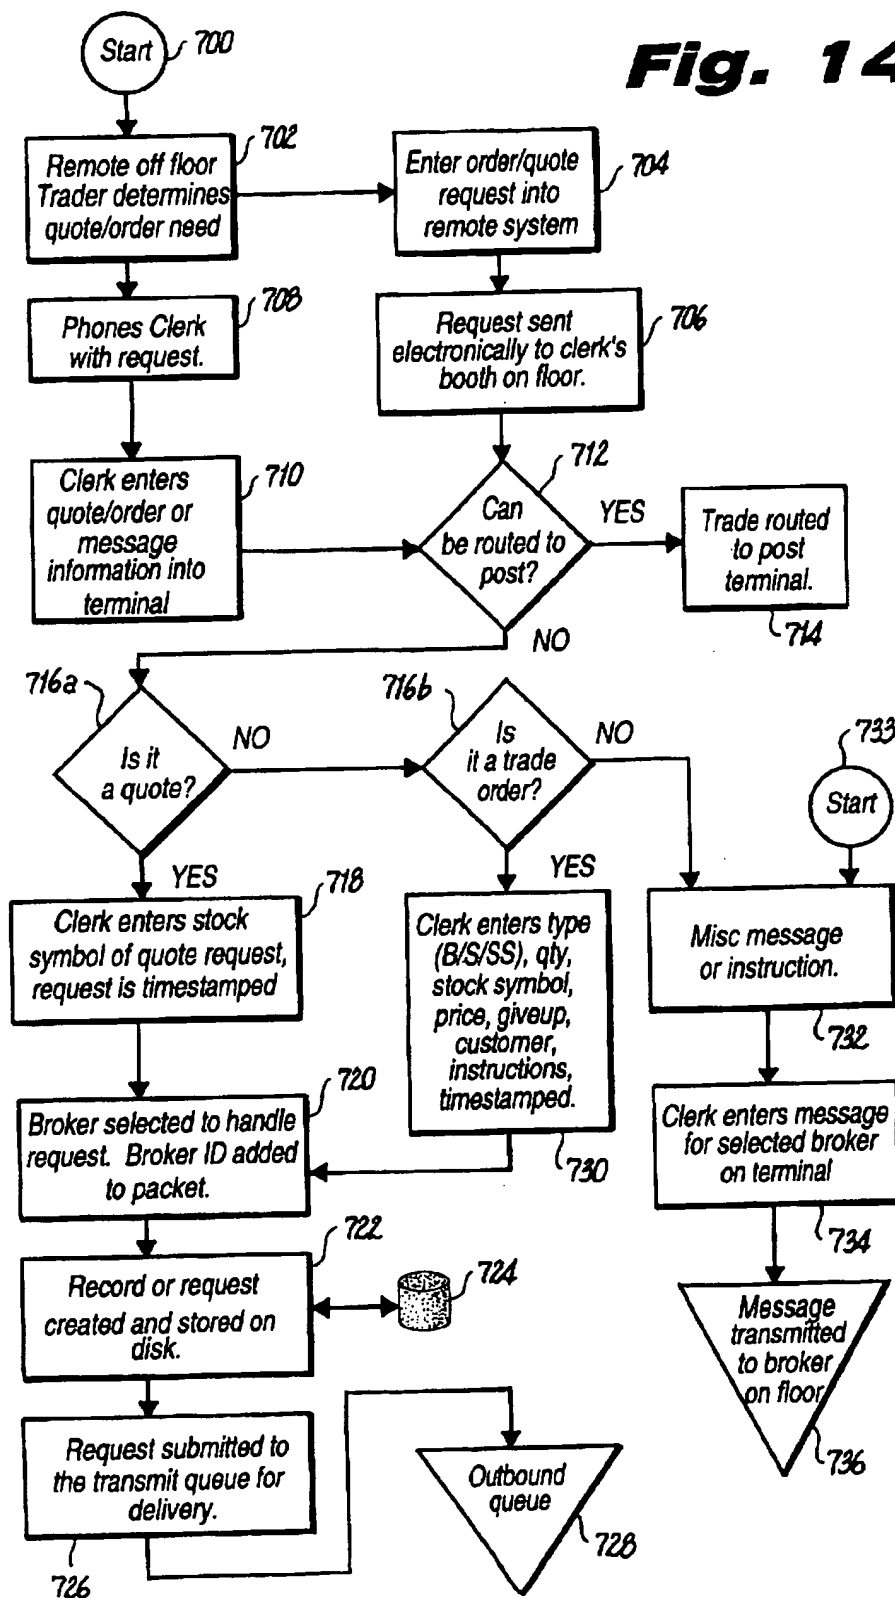 Fig. 14
Start
700
Remote off floor
Trader determines
quote/order need
702
Enter order/quote
request into
remote system
704
Phones Clerk
with request.
708
Request sent
electronically to clerk's
booth on floor.
706
Clerk enters
quote/order or
message
information into
terminal
710
Can
be routed to
post?
712
YES
Trade routed
to post
terminal.
714
NO
716a
Is it
a quote?
NO
716b
Is
it a trade
order?
NO
733
Start
YES
718
Clerk enters stock
symbol of quote request,
request is timestamped
YES
Clerk enters type
(B/S/SS), qty,
stock symbol,
price, giveup,
customer,
instructions,
timestamped.
730
Misc message
or instruction.
732
720
Broker selected to handle
request. Broker ID added
to packet.
Clerk enters message
for selected broker
on terminal
734
722
Record or request
created and stored on
disk.
724
Message
transmitted
to broker
on floor
736
Request submitted to
the transmit queue for
delivery.
726
Outbound
queue
728